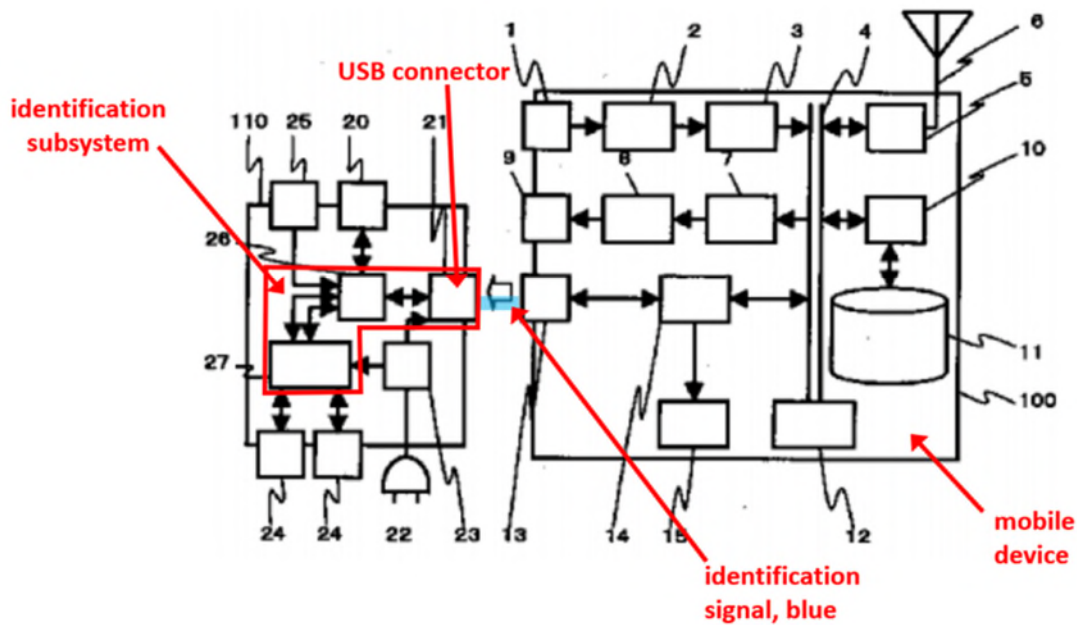 1 2 3 4 6
USB connector
identification
subsystem
110 25 20 21 5
9 8 7 10
26
27 11
100
24 24 22 23 13 14 15 12
mobile
device
identification
signal, blue